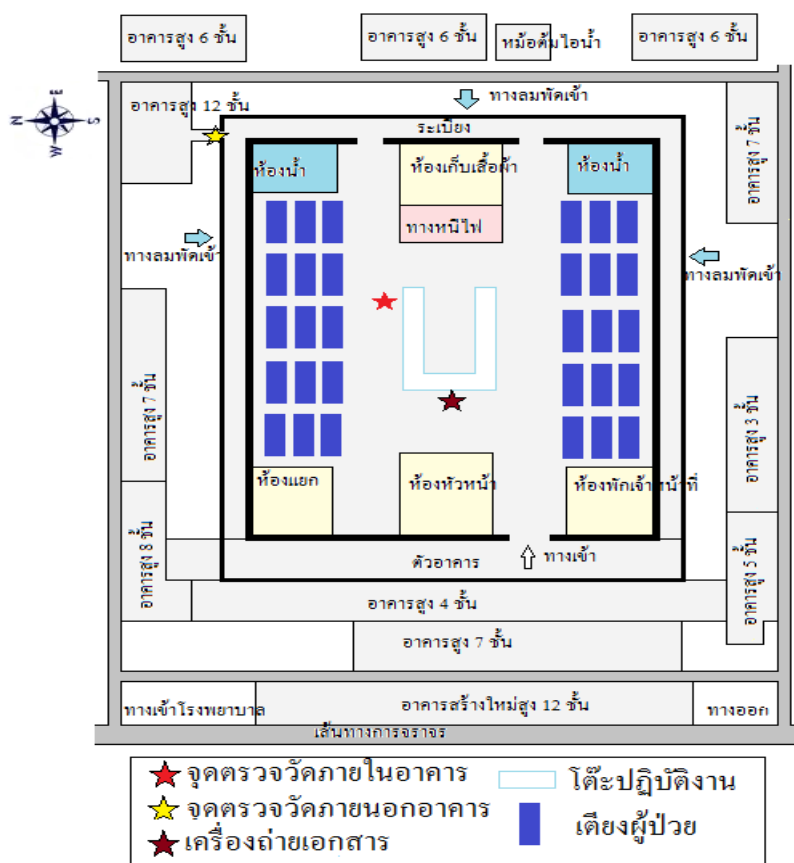 อาคารสูง 6 ชั้น
อาคารสูง 6 ชั้น
หม้อต้มไอน้ำ
อาคารสูง 6 ชั้น
N
E
S
W
อาคารสูง 12 ชั้น
ทางลมพัดเข้า
ระเบียง
ห้องน้ำ
ห้องเก็บเสื้อผ้า
ห้องน้ำ
อาคารสูง 7 ชั้น
ทางหนีไฟ
ทางลมพัดเข้า
ทางลมพัดเข้า
อาคารสูง 7 ชั้น
อาคารสูง 3 ชั้น
ห้องแยก
ห้องหัวหน้า
ห้องพักเจ้าหน้าที่
อาคารสูง 8 ชั้น
ตัวอาคาร
ทางเข้า
อาคารสูง 5 ชั้น
อาคารสูง 4 ชั้น
อาคารสูง 7 ชั้น
ทางเข้าโรงพยาบาล
อาคารสร้างใหม่สูง 12 ชั้น
ทางออก
เส้นทางการจราจร
จุดตรวจวัดภายในอาคาร
โต๊ะปฏิบัติงาน
จุดตรวจวัดภายนอกอาคาร
เตียงผู้ป่วย
เครื่องถ่ายเอกสาร